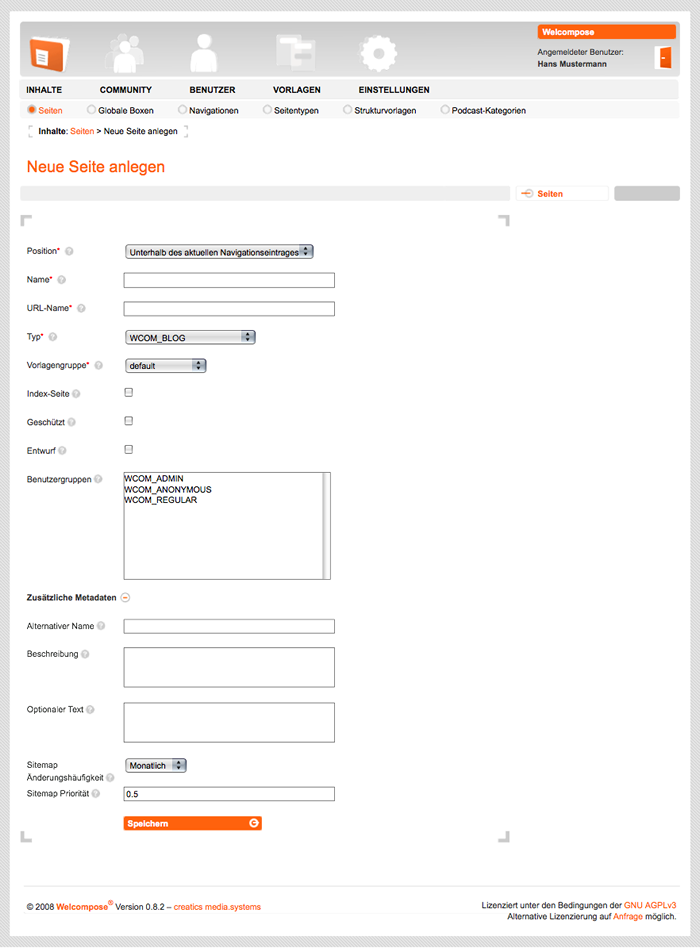 Welcompose
Angemeldeter Benutzer:
Hans Mustermann
INHALTE COMMUNITY BENUTZER VORLAGEN EINSTELLUNGEN
Seiten Globale Boxen Navigationen Seitentypen Strukturvorlagen Podcast-Kategorien
Inhalte: Seiten > Neue Seite anlegen
Neue Seite anlegen
Seiten
Position* ? Unterhalb des aktuellen Navigationseintrages
Name* ?
URL-Name* ?
Typ* ? WCOM_BLOG
Vorlagengruppe* ? default
Index-Seite ?
Geschützt ?
Entwurf ?
Benutzergruppen ? WCOM_ADMIN
WCOM_ANONYMOUS
WCOM_REGULAR
Zusätzliche Metadaten
Alternativer Name ?
Beschreibung ?
Optionaler Text ?
Sitemap
Änderungshäufigkeit ? Monatlich
Sitemap Priorität ? 0.5
Speichern
© 2008 Welcompose® Version 0.8.2 – creatics media.systems
Lizenziert unter den Bedingungen der GNU AGPLv3
Alternative Lizenzierung auf Anfrage möglich.